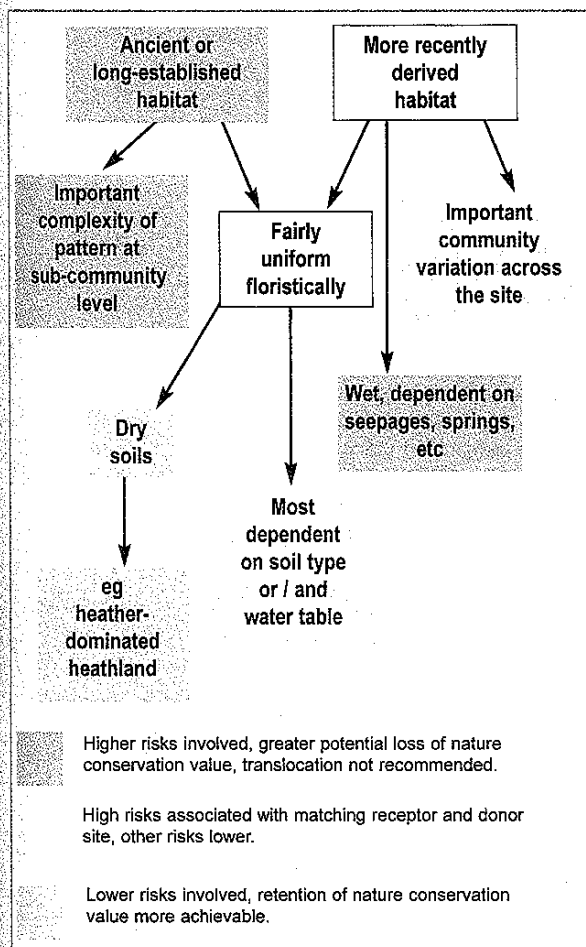 Ancient or
long-established
habitat
More recently
derived
habitat
Important
complexity of
pattern at
sub-community
level
Fairly
uniform
floristically
Important
community
variation across
the site
Wet, dependent on
seepages, springs,
etc
Dry
soils
Most
dependent
on soil type
or / and
water table
eg
heather-
dominated
heathland
Higher risks involved, greater potential loss of nature
conservation value, translocation not recommended.
High risks associated with matching receptor and donor
site, other risks lower.
Lower risks involved, retention of nature conservation
value more achievable.